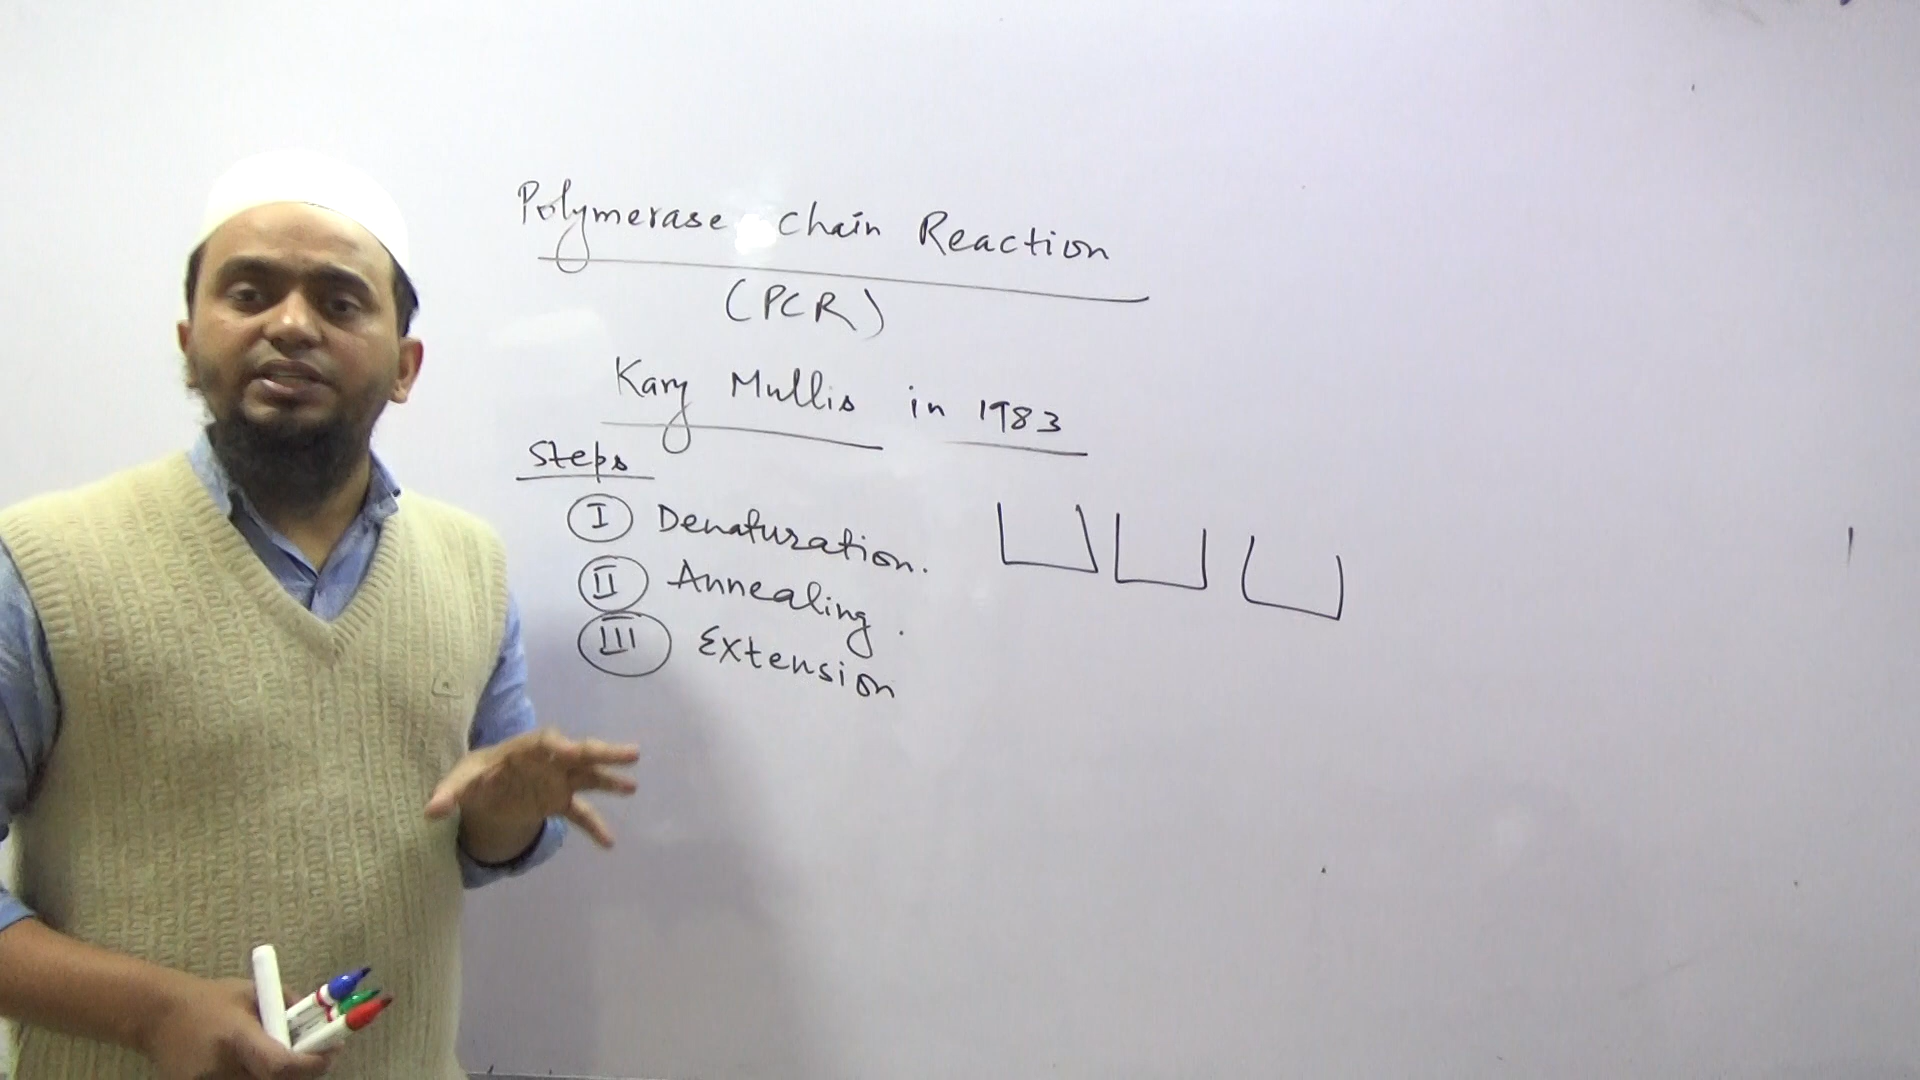 Polymerase Chain Reaction
(PCR)
Kary Mullis in 1983
Steps
I Denaturation.
II Annealing.
III Extension